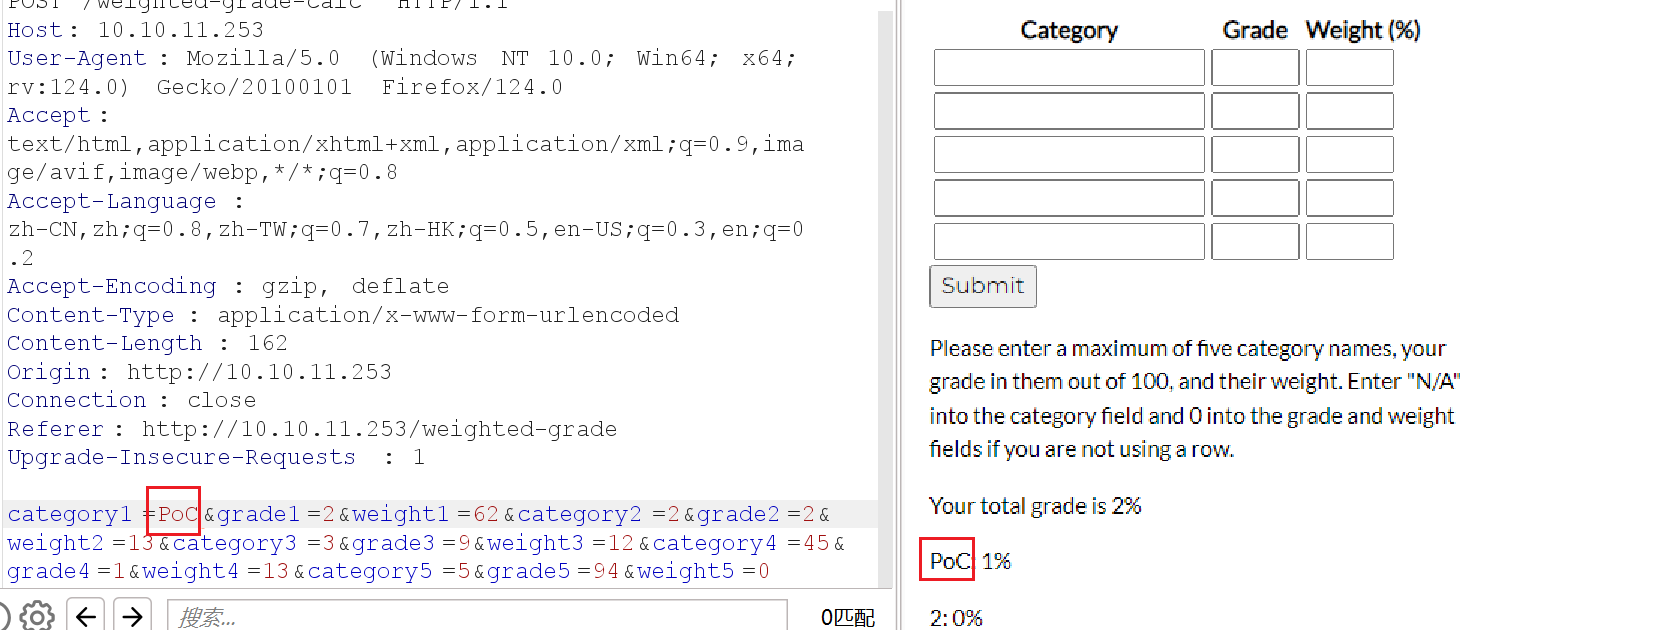 POST /weighted-grade-calc HTTP/1.1
Host: 10.10.11.253
User-Agent : Mozilla/5.0 (Windows NT 10.0; Win64; x64;
rv:124.0) Gecko/20100101 Firefox/124.0
Accept:
text/html,application/xhtml+xml,application/xml;q=0.9,ima
ge/avif,image/webp,*/*;q=0.8
Accept-Language :
zh-CN,zh;q=0.8,zh-TW;q=0.7,zh-HK;q=0.5,en-US;q=0.3,en;q=0
.2
Accept-Encoding : gzip, deflate
Content-Type : application/x-www-form-urlencoded
Content-Length : 162
Origin: http://10.10.11.253
Connection : close
Referer: http://10.10.11.253/weighted-grade
Upgrade-Insecure-Requests : 1
category1 =PoC&grade1=2&weight1=62&category2=2&grade2=2&
weight2=13&category3=3&grade3=9&weight3=12&category4=45&
grade4=1&weight4=13&category5=5&grade5=94&weight5=0
搜索...
0匹配
Category Grade Weight (%)
Submit
Please enter a maximum of five category names, your
grade in them out of 100, and their weight. Enter "N/A"
into the category field and 0 into the grade and weight
fields if you are not using a row.
Your total grade is 2%
PoC: 1%
2: 0%